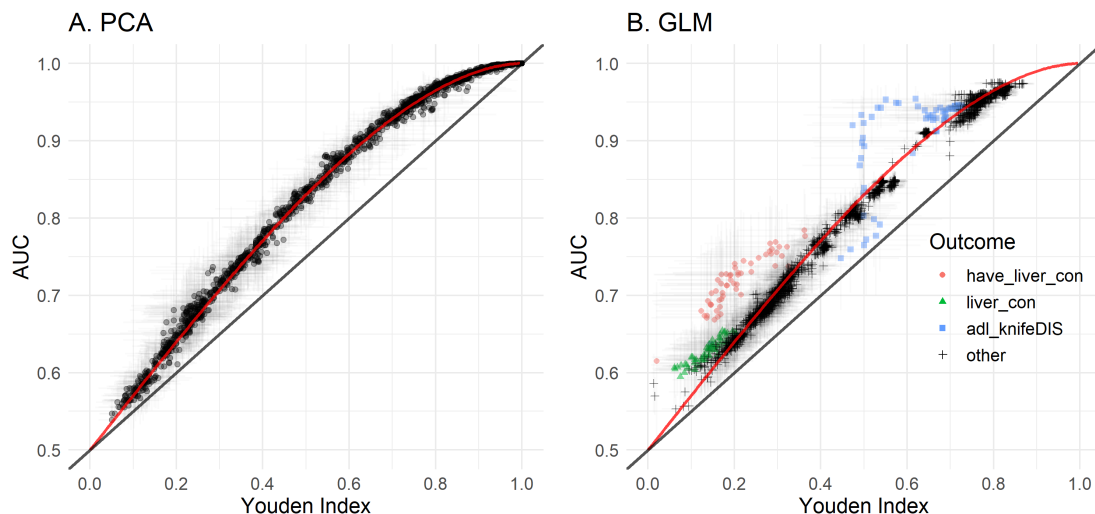 A. PCA
AUC
1.0
0.9
0.8
0.7
0.6
0.5
0.0 0.2 0.4 0.6 0.8 1.0
Youden Index
B. GLM
AUC
1.0
0.9
0.8
0.7
0.6
0.5
0.0 0.2 0.4 0.6 0.8 1.0
Youden Index
Outcome
have_liver_con
liver_con
adl_knifeDIS
other